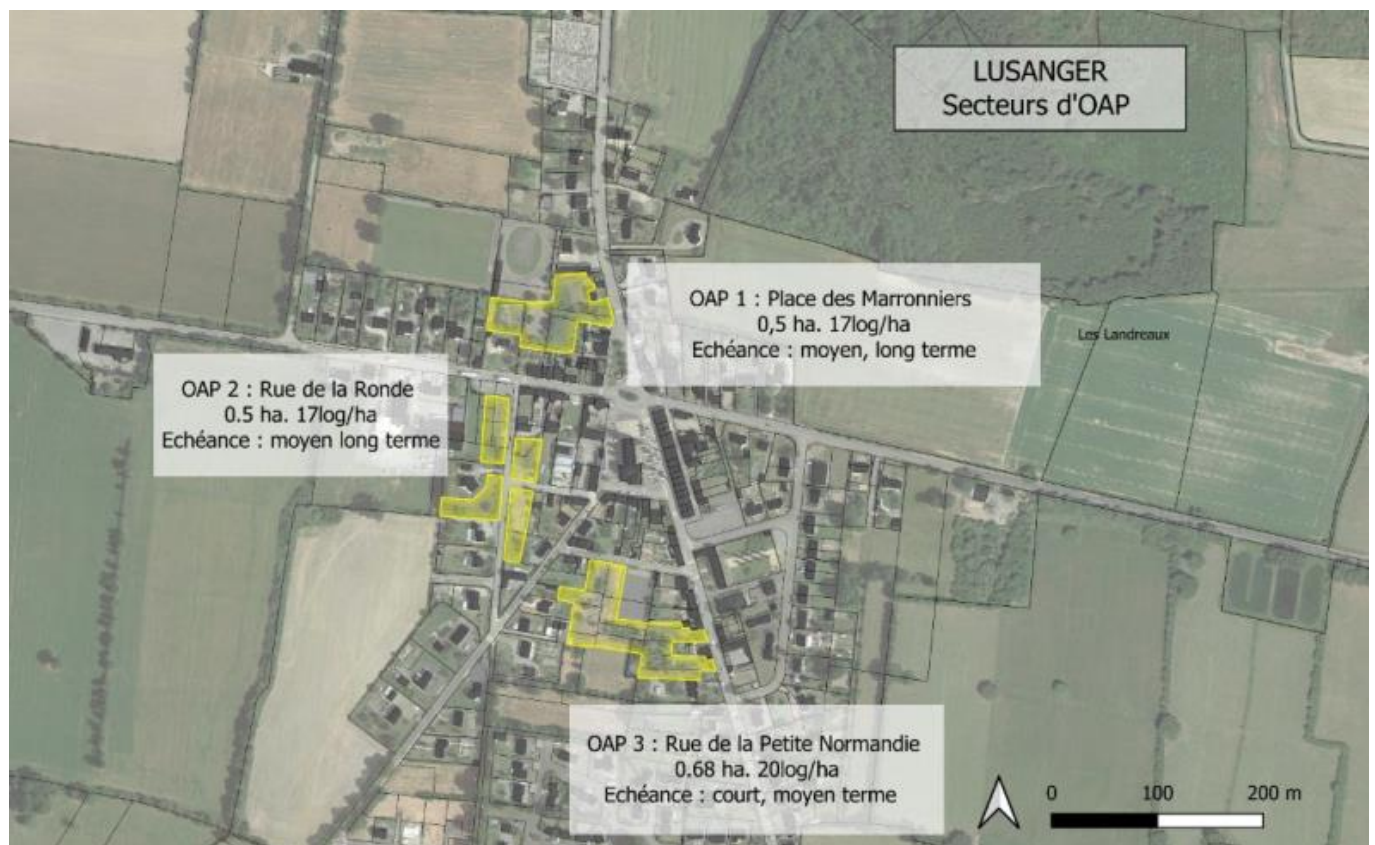 LUSANGER
Secteurs d'OAP
OAP 1 : Place des Marronniers
0,5 ha. 17log/ha
Echéance : moyen, long terme
Les Landreaux
OAP 2 : Rue de la Ronde
0.5 ha. 17log/ha
Echéance : moyen long terme
OAP 3 : Rue de la Petite Normandie
0.68 ha. 20log/ha
Echéance : court, moyen terme
0 100 200 m